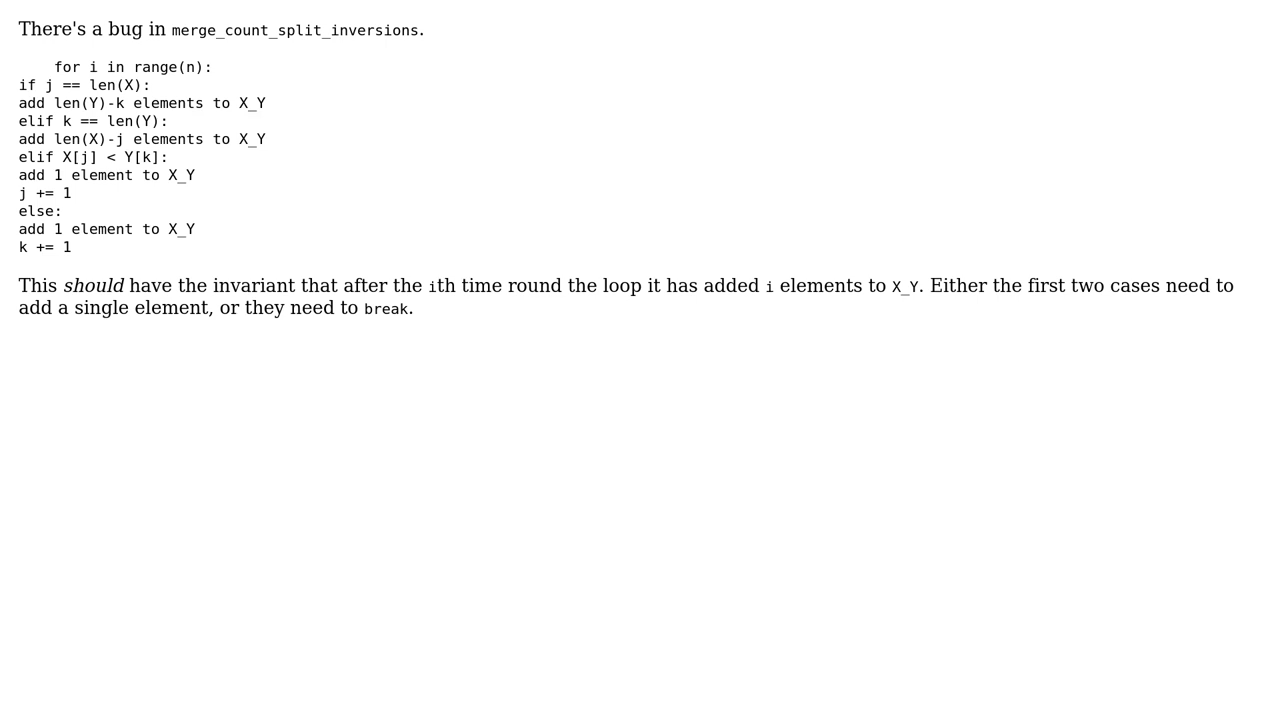 There's a bug in merge_count_split_inversions.
    for i in range(n):
if j == len(X):
add len(Y)-k elements to X_Y
elif k == len(Y):
add len(X)-j elements to X_Y
elif X[j] < Y[k]:
add 1 element to X_Y
j += 1
else:
add 1 element to X_Y
k += 1
This should have the invariant that after the ith time round the loop it has added i elements to X_Y. Either the first two cases need to
add a single element, or they need to break.